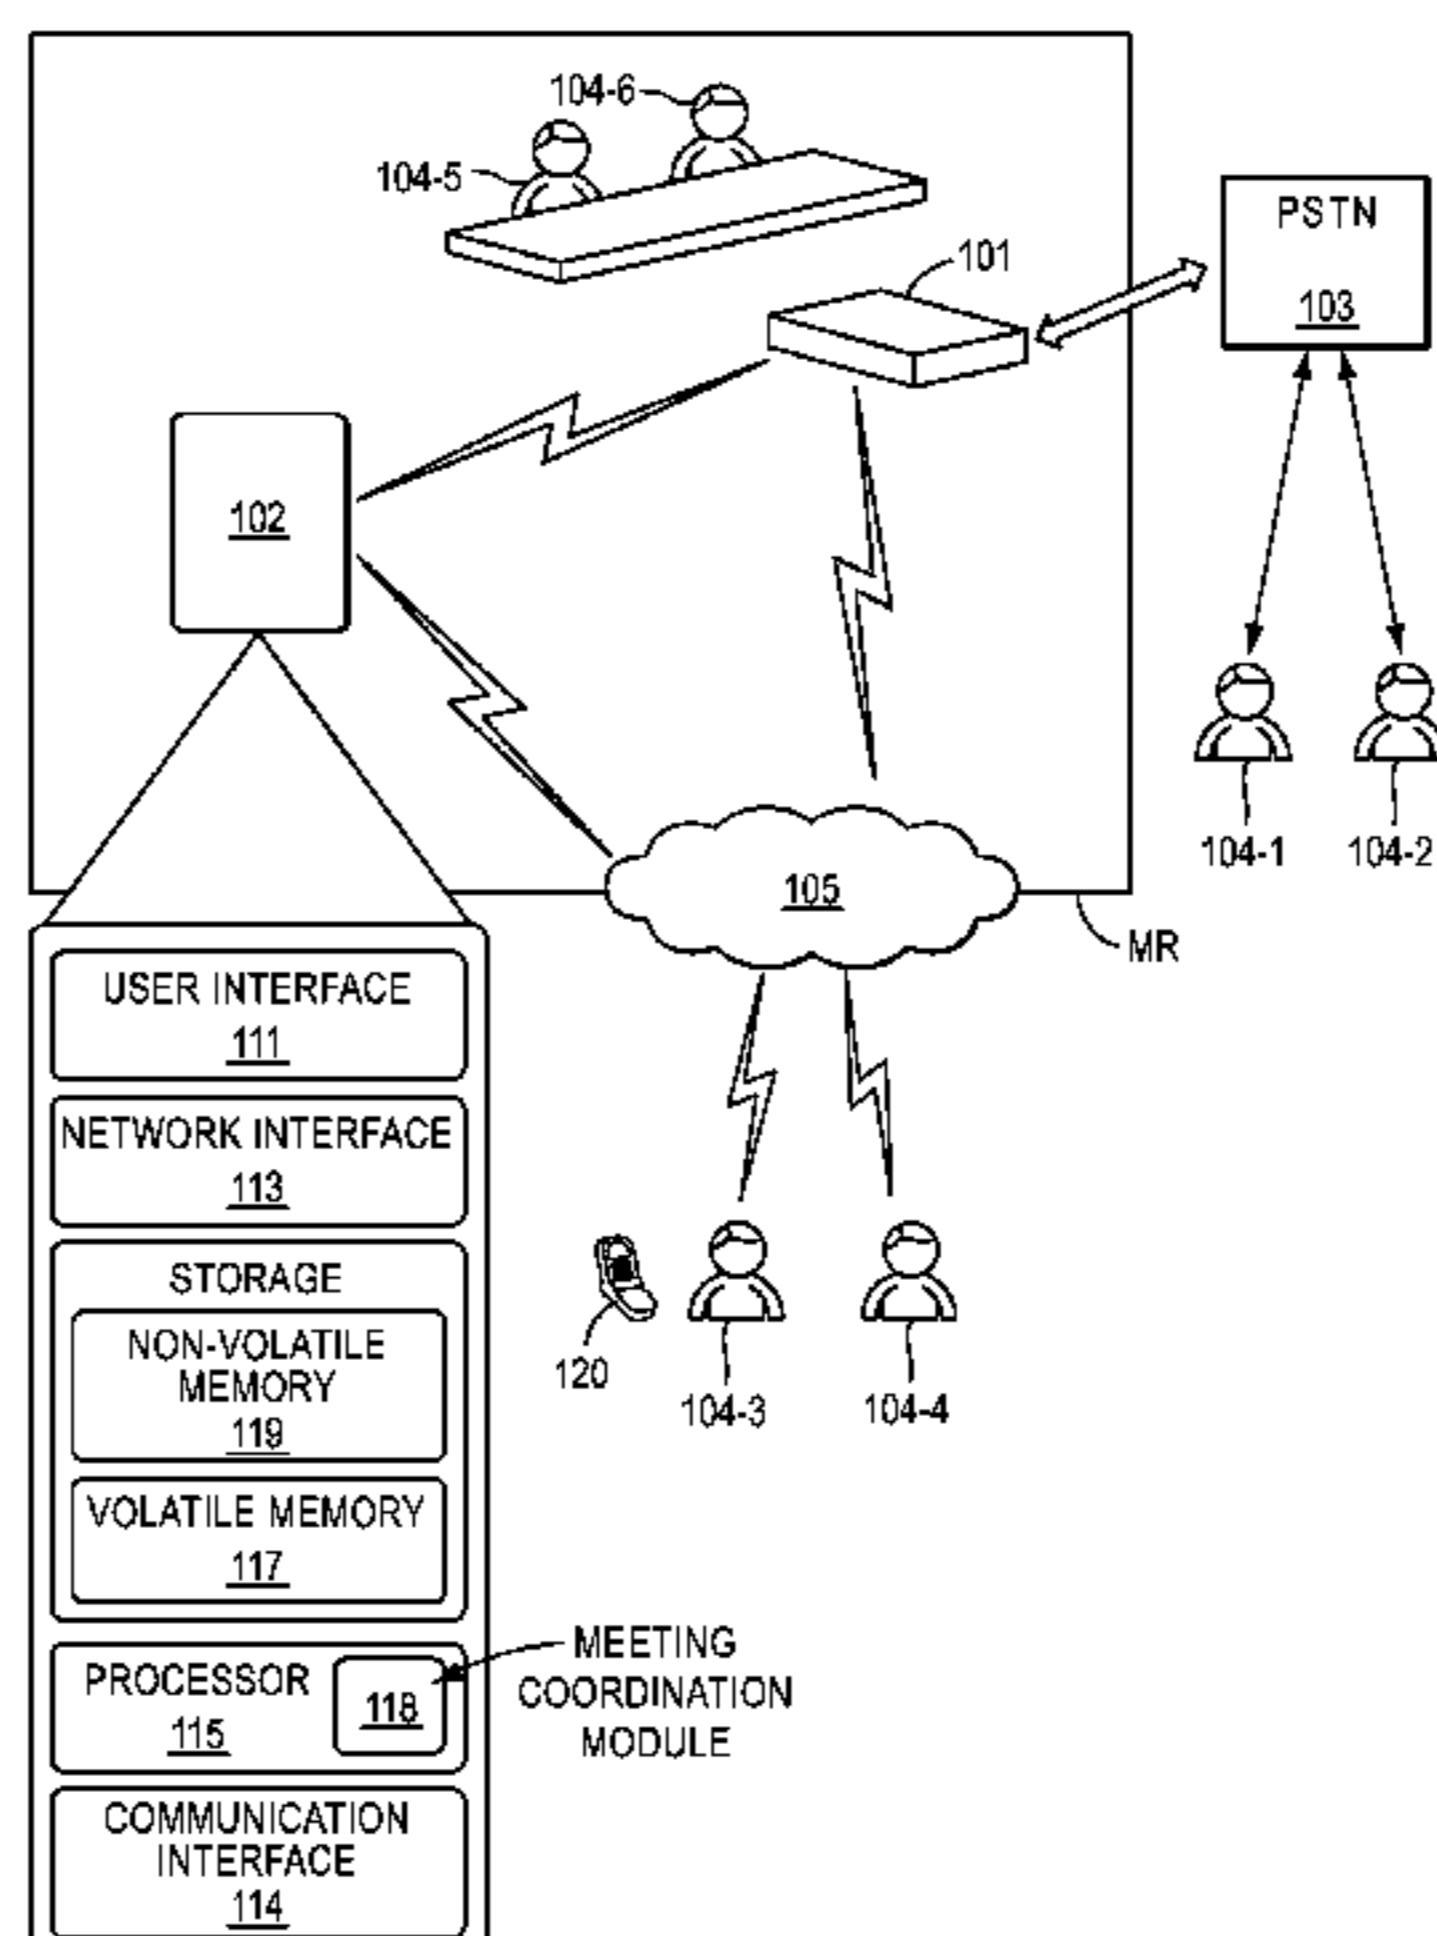 104-6
104-5
101
PSTN
103
102
104-1
104-2
105
MR
USER INTERFACE
111
NETWORK INTERFACE
113
STORAGE
NON-VOLATILE
MEMORY
119
VOLATILE MEMORY
117
120
104-3
104-4
PROCESSOR
115
118
MEETING
COORDINATION
MODULE
COMMUNICATION
INTERFACE
114